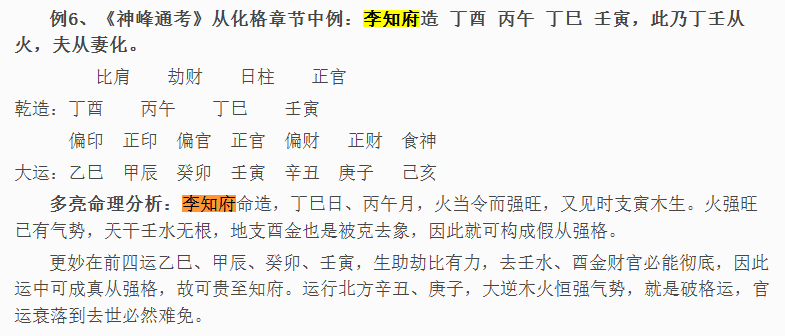 例6、《神峰通考》从化格章节中例：李知府造 丁酉 丙午 丁巳 壬寅，此乃丁壬从
火，夫从妻化。
比肩 劫财 日柱 正官
乾造：丁酉 丙午 丁巳 壬寅
偏印 正印 偏官 正官 偏财 正财 食神
大运：乙巳 甲辰 癸卯 壬寅 辛丑 庚子 己亥
多亮命理分析：李知府命造，丁巳日、丙午月，火当令而强旺，又见时支寅木生。火强旺
已有气势，天干壬水无根，地支酉金也是被克去象，因此就可构成假从强格。
更妙在前四运乙巳、甲辰、癸卯、壬寅，生助劫比有力，去壬水、酉金财官必能彻底，因此
运中可成真从强格，故可贵至知府。运行北方辛丑、庚子，大逆木火恒强气势，就是破格运，官
运衰落到去世必然难免。